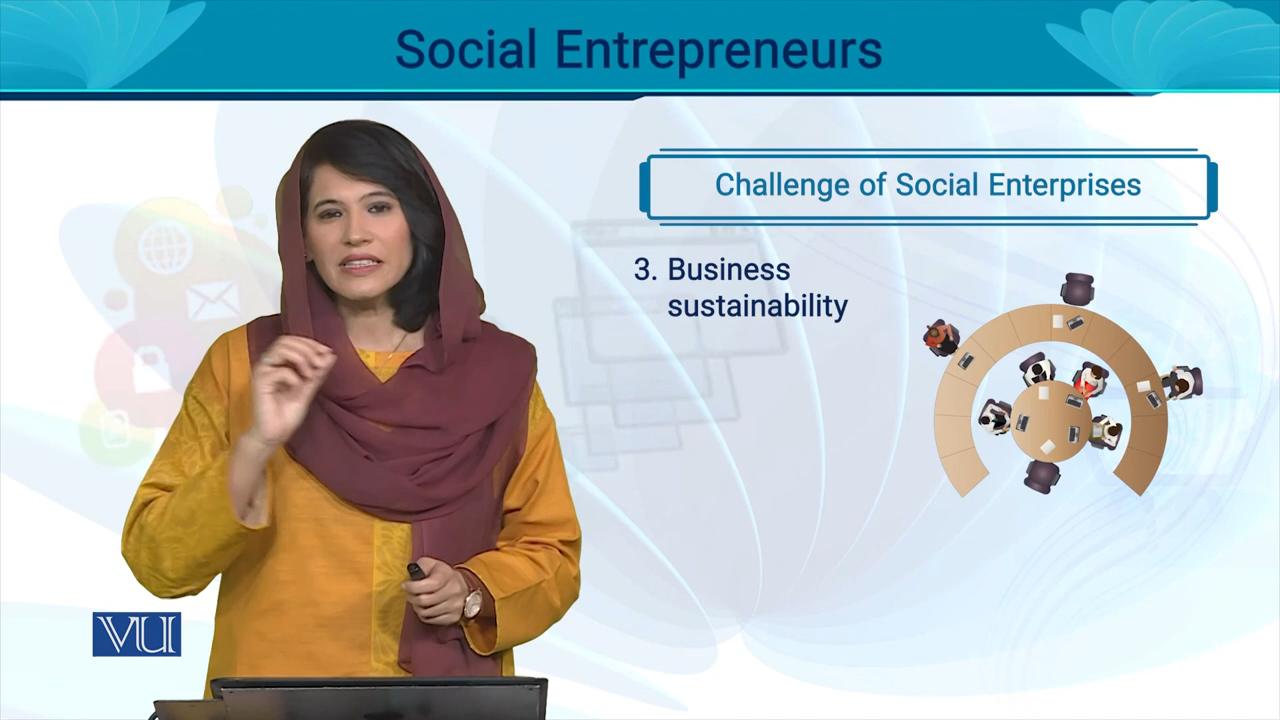 Social Entrepreneurs
Challenge of Social Enterprises
3. Business
sustainability
VU